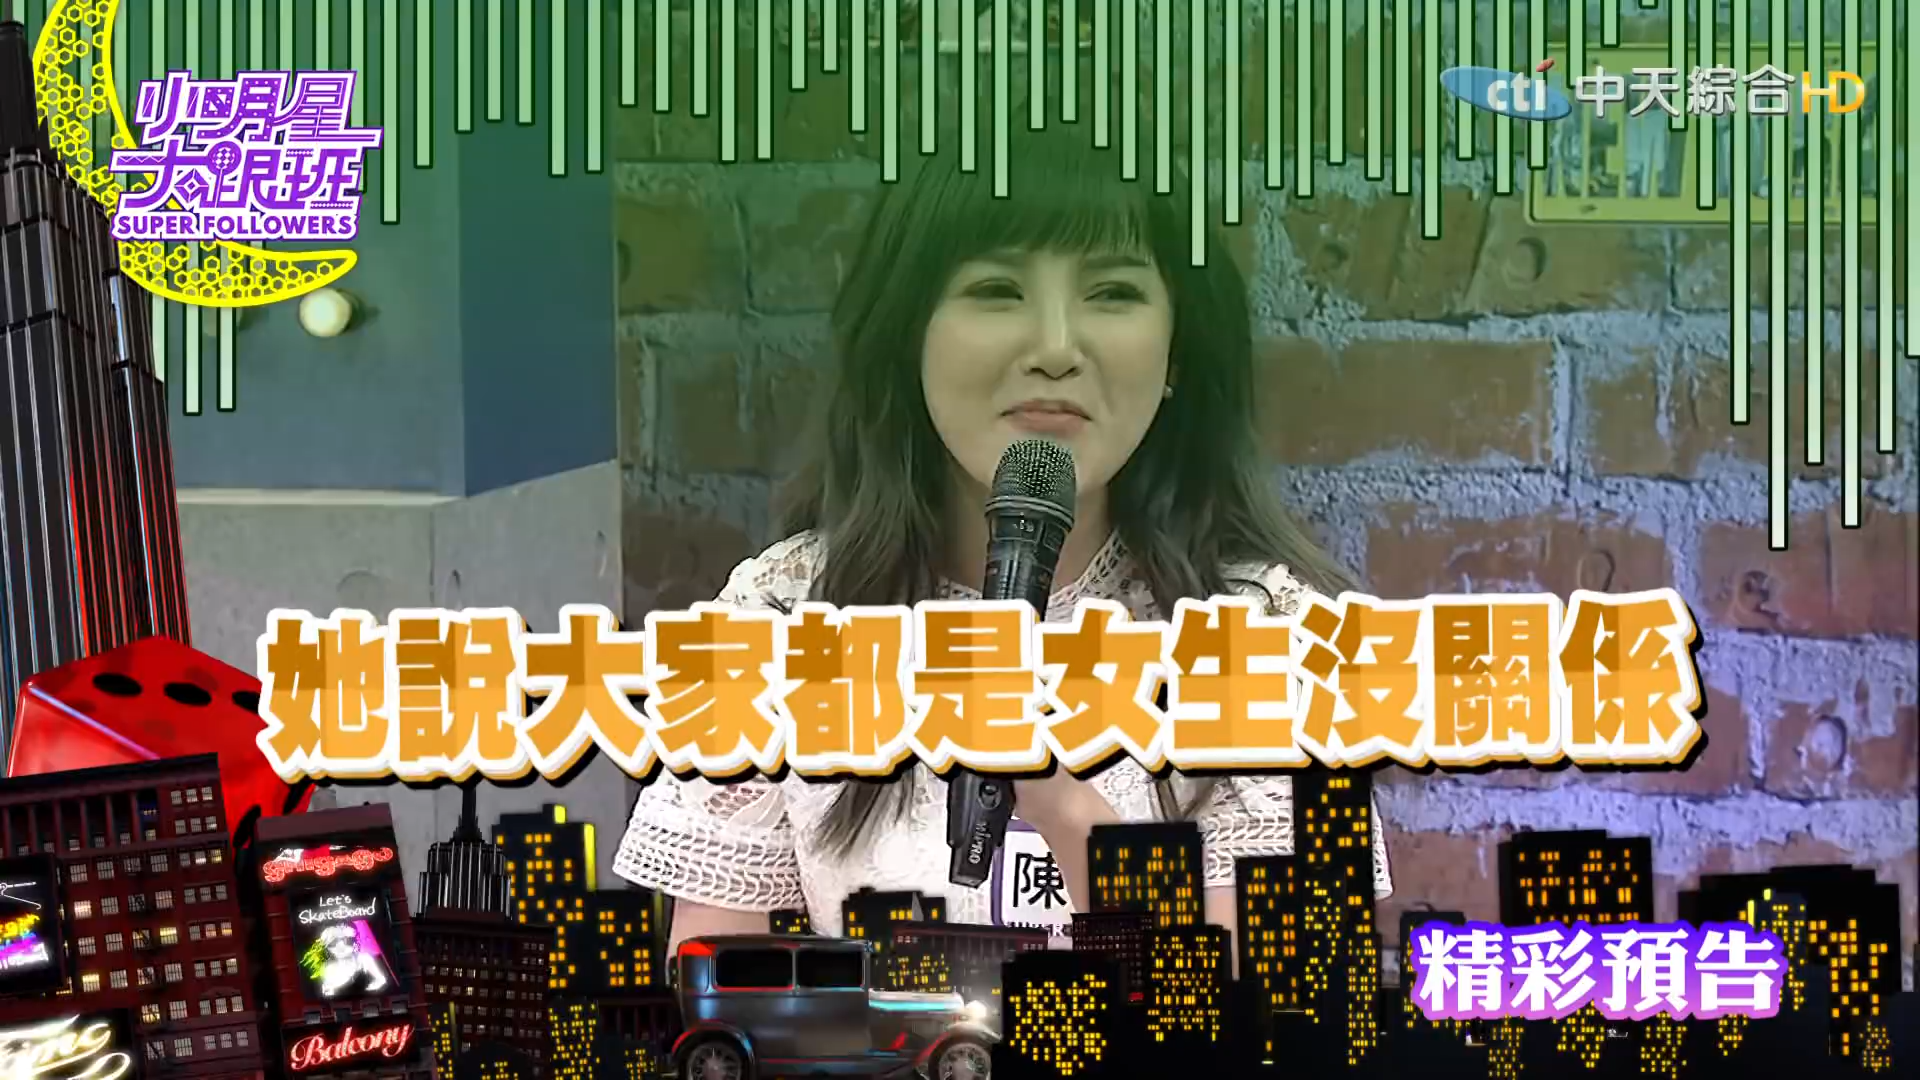 小明星
大跟班
SUPER FOLLOWERS
cti 中天綜合HD
她說大家都是女生沒關係
陳
Let's
SkateBoard
Balcony
精彩預告